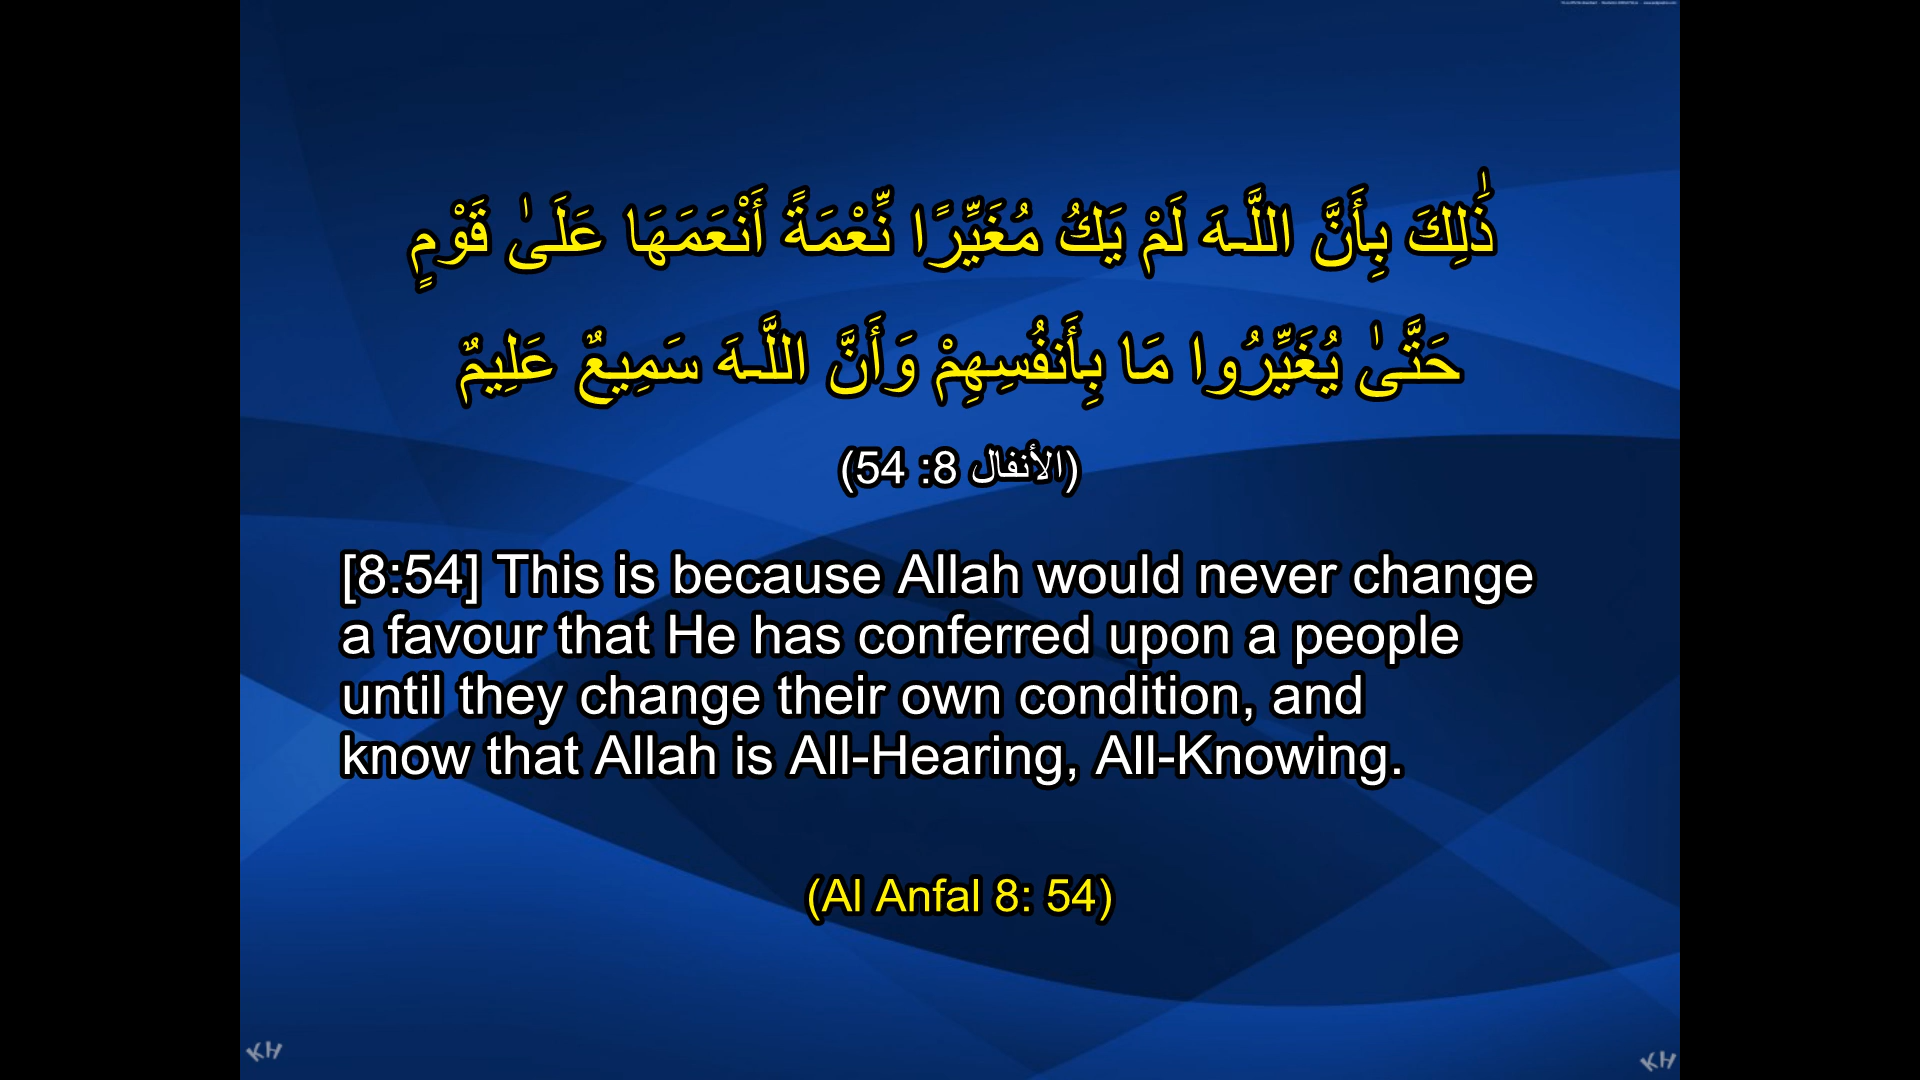 ذَٰلِكَ بِأَنَّ اللَّـهَ لَمْ يَكُ مُغَيِّرًا نِّعْمَةً أَنْعَمَهَا عَلَىٰ قَوْمٍ
حَتَّىٰ يُغَيِّرُوا مَا بِأَنفُسِهِمْ وَأَنَّ اللَّـهَ سَمِيعٌ عَلِيمٌ
(الأنفال 8: 54)
[8:54] This is because Allah would never change
a favour that He has conferred upon a people
until they change their own condition, and
know that Allah is All-Hearing, All-Knowing.
(Al Anfal 8: 54)
KH
KH